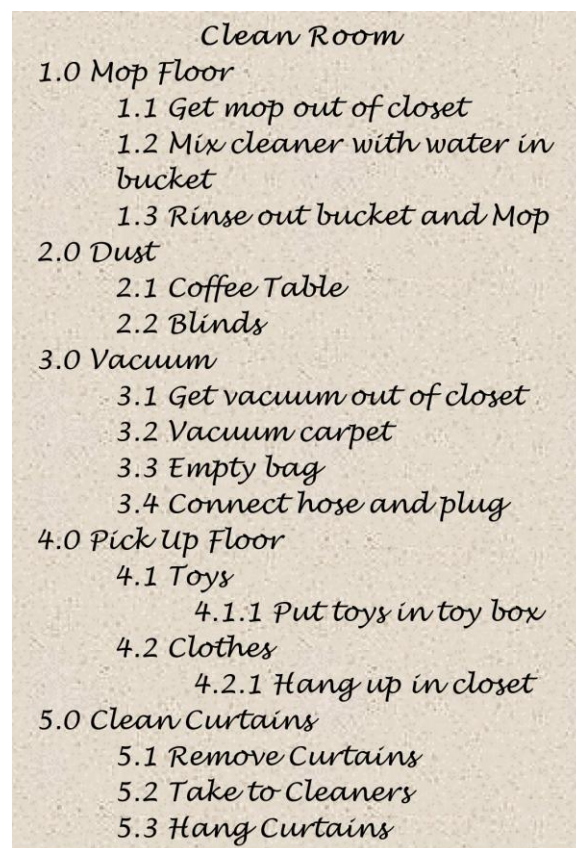 Clean Room
1.0 Mop Floor
1.1 Get mop out of closet
1.2 Mix cleaner with water in
bucket
1.3 Rinse out bucket and Mop
2.0 Dust
2.1 Coffee Table
2.2 Blinds
3.0 Vacuum
3.1 Get vacuum out of closet
3.2 Vacuum carpet
3.3 Empty bag
3.4 Connect hose and plug
4.0 Pick Up Floor
4.1 Toys
4.1.1 Put toys in toy box
4.2 Clothes
4.2.1 Hang up in closet
5.0 Clean Curtains
5.1 Remove Curtains
5.2 Take to Cleaners
5.3 Hang Curtains